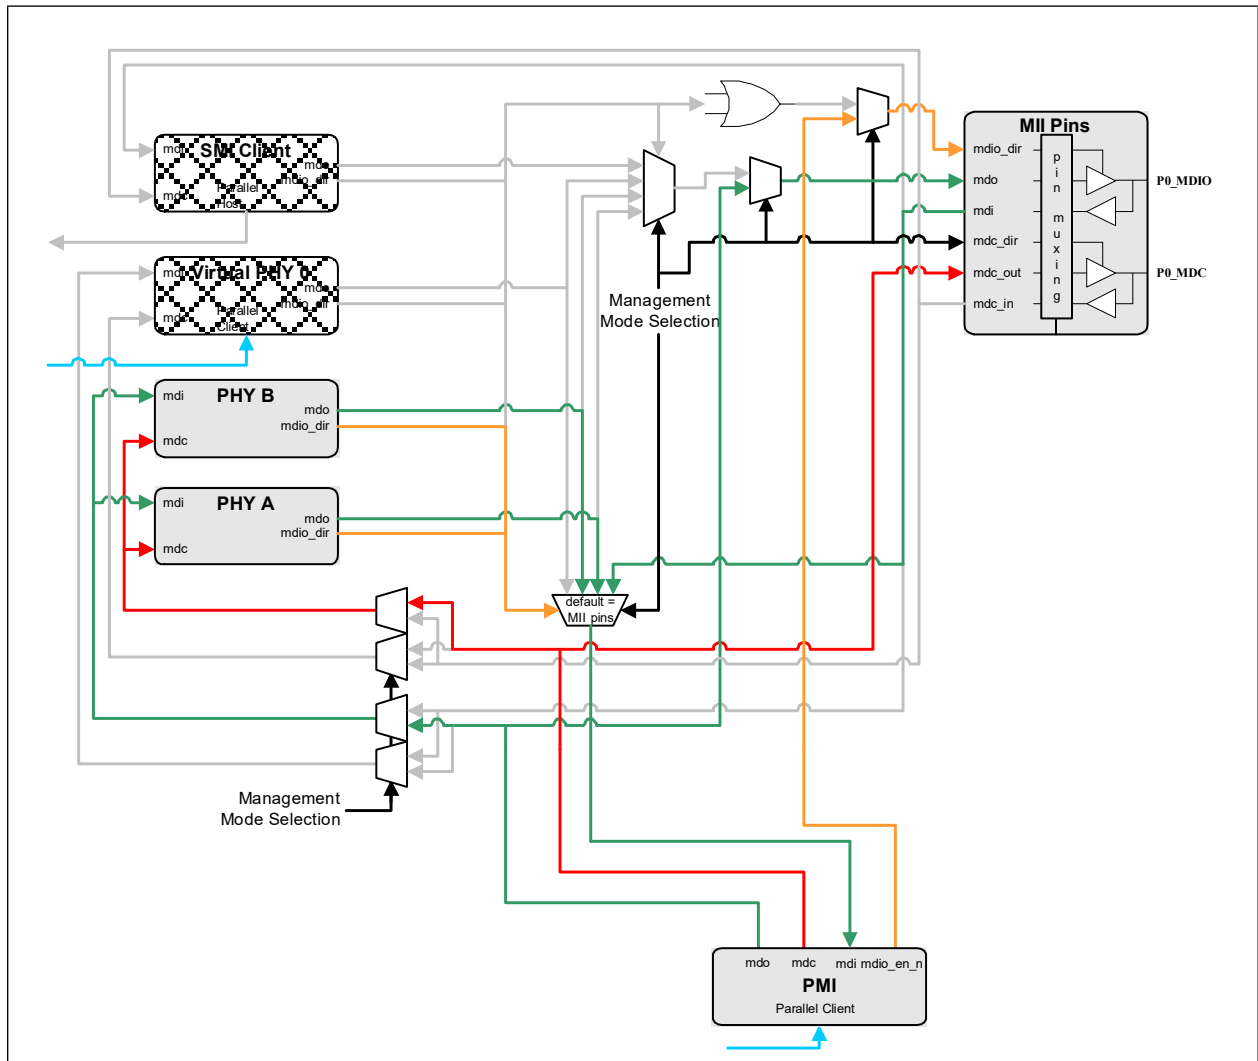 SMI Client
mdi
mdc
mdo
mdio_dir
Parallel
Host
Virtual PHY 0
mdi
mdc
mdo
mdio_dir
Parallel
Client
PHY B
mdi
mdc
mdo
mdio_dir
PHY A
mdi
mdc
mdo
mdio_dir
MII Pins
mdio_dir
mdo
mdi
mdc_dir
mdc_out
mdc_in
pin muxing
P0_MDIO
P0_MDC
Management
Mode Selection
default =
MII pins
Management
Mode Selection
mdo mdc mdi mdio_en_n
PMI
Parallel Client